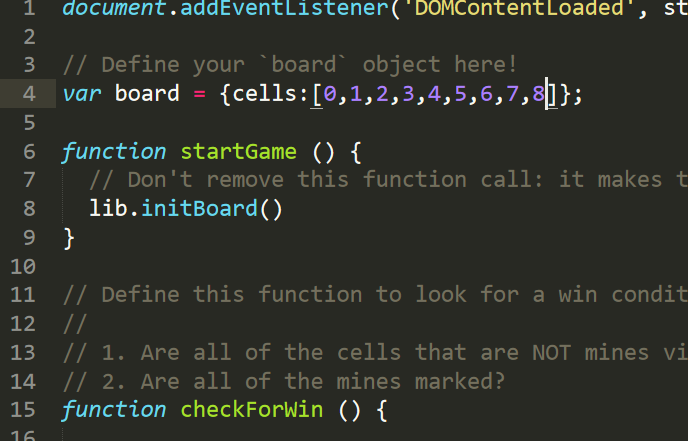 1 document.addEventListener('DOMContentLoaded', st
2
3 // Define your `board` object here!
4 var board = {cells:[0,1,2,3,4,5,6,7,8]};
5
6 function startGame () {
7 // Don't remove this function call: it makes t
8 lib.initBoard()
9 }
10
11 // Define this function to look for a win condit
12 //
13 // 1. Are all of the cells that are NOT mines vi
14 // 2. Are all of the mines marked?
15 function checkForWin () {
16